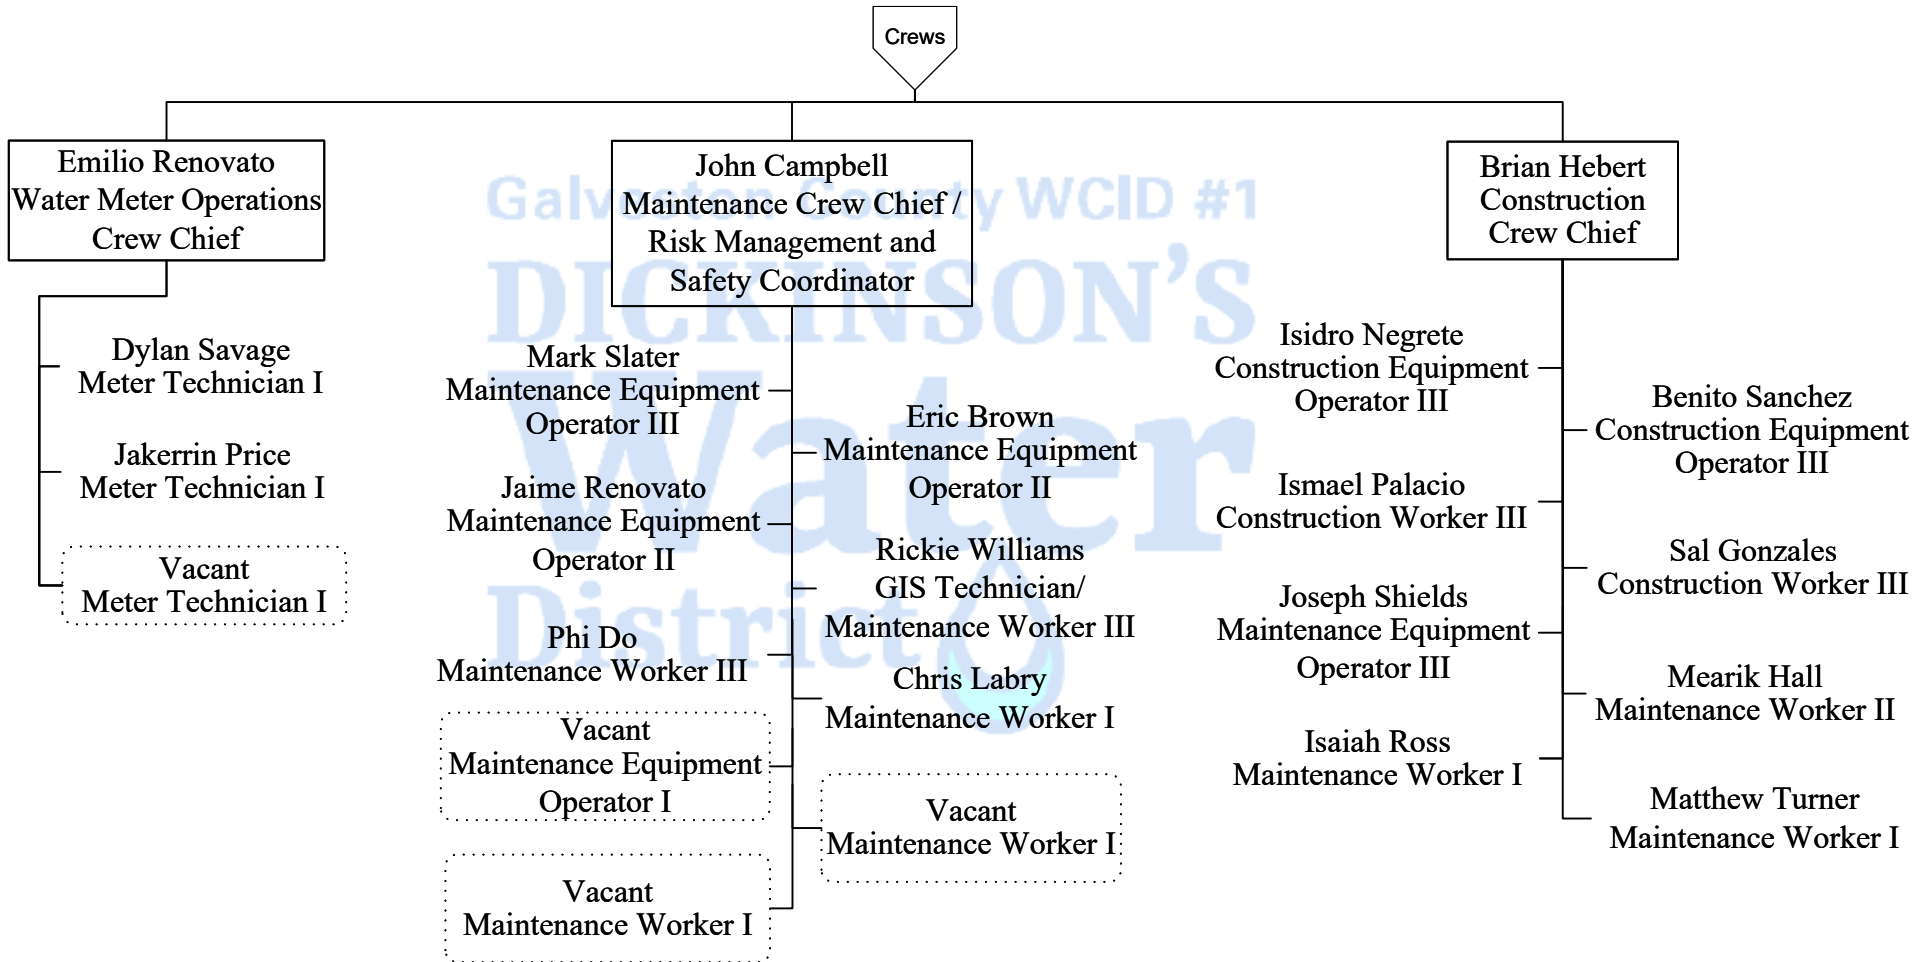 Crews
Emilio Renovato
Water Meter Operations
Crew Chief
Dylan Savage
Meter Technician I
Jakerrin Price
Meter Technician I
Vacant
Meter Technician I
John Campbell
Maintenance Crew Chief /
Risk Management and
Safety Coordinator
Mark Slater
Maintenance Equipment
Operator III
Eric Brown
Maintenance Equipment
Operator II
Jaime Renovato
Maintenance Equipment
Operator II
Rickie Williams
GIS Technician/
Maintenance Worker III
Phi Do
Maintenance Worker III
Chris Labry
Maintenance Worker I
Vacant
Maintenance Equipment
Operator I
Vacant
Maintenance Worker I
Vacant
Maintenance Worker I
Brian Hebert
Construction
Crew Chief
Isidro Negrete
Construction Equipment
Operator III
Benito Sanchez
Construction Equipment
Operator III
Ismael Palacio
Construction Worker III
Sal Gonzales
Construction Worker III
Joseph Shields
Maintenance Equipment
Operator III
Mearik Hall
Maintenance Worker II
Isaiah Ross
Maintenance Worker I
Matthew Turner
Maintenance Worker I
Galveston County WCID #1
DICKINSON'S
Water
District